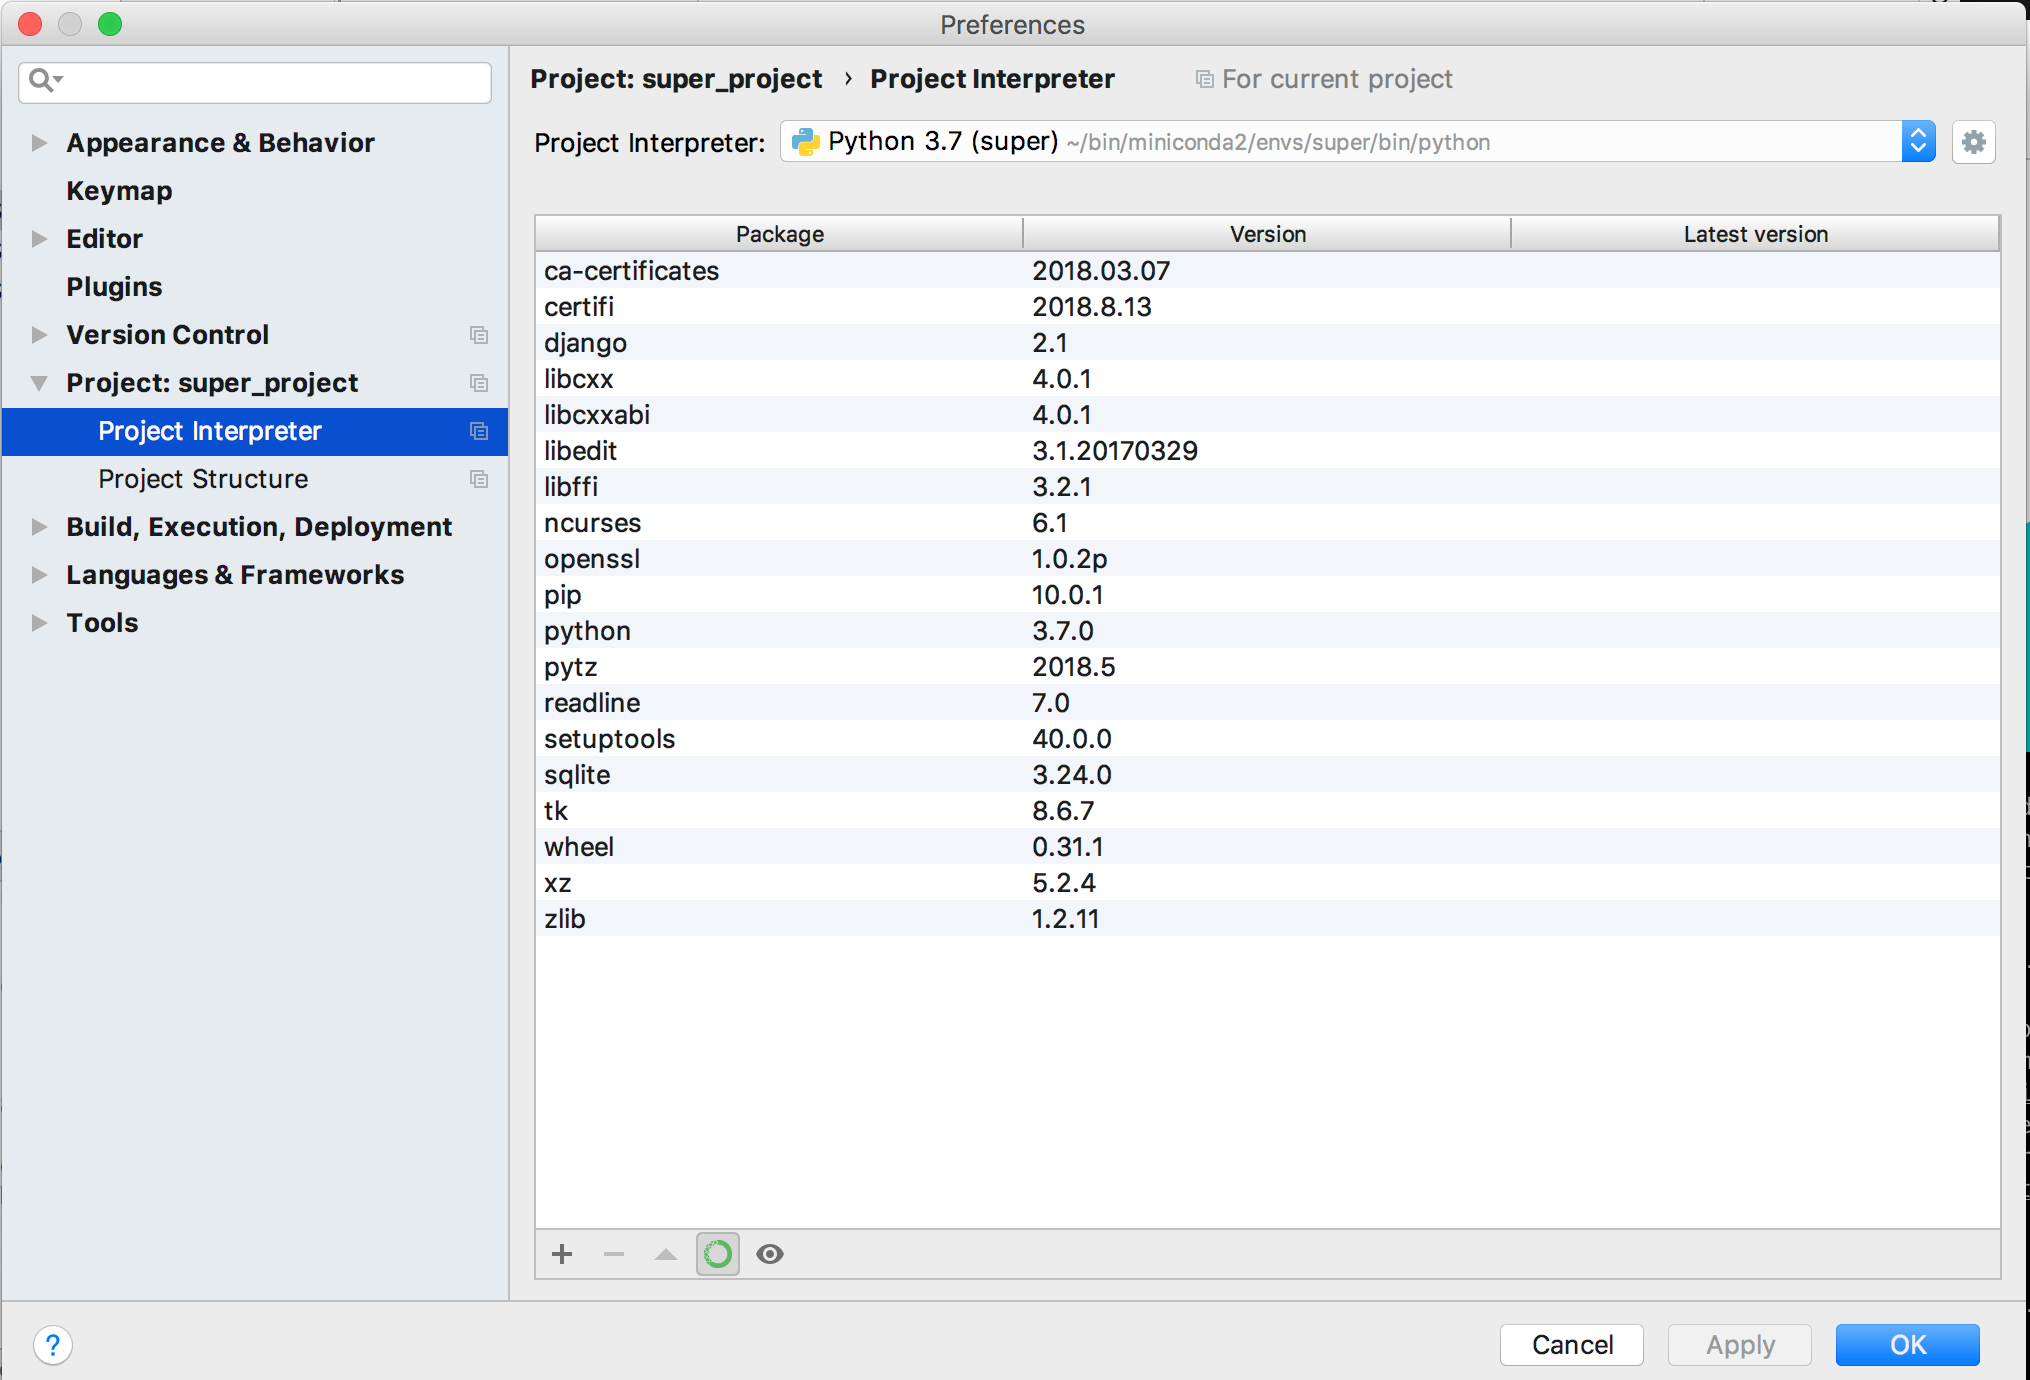 Preferences
Appearance & Behavior
Keymap
Editor
Plugins
Version Control
Project: super_project
Project Interpreter
Project Structure
Build, Execution, Deployment
Languages & Frameworks
Tools
Project: super_project › Project Interpreter For current project
Project Interpreter: Python 3.7 (super) ~/bin/miniconda2/envs/super/bin/python
Package Version Latest version
ca-certificates 2018.03.07
certifi 2018.8.13
django 2.1
libcxx 4.0.1
libcxxabi 4.0.1
libedit 3.1.20170329
libffi 3.2.1
ncurses 6.1
openssl 1.0.2p
pip 10.0.1
python 3.7.0
pytz 2018.5
readline 7.0
setuptools 40.0.0
sqlite 3.24.0
tk 8.6.7
wheel 0.31.1
xz 5.2.4
zlib 1.2.11
? Cancel Apply OK